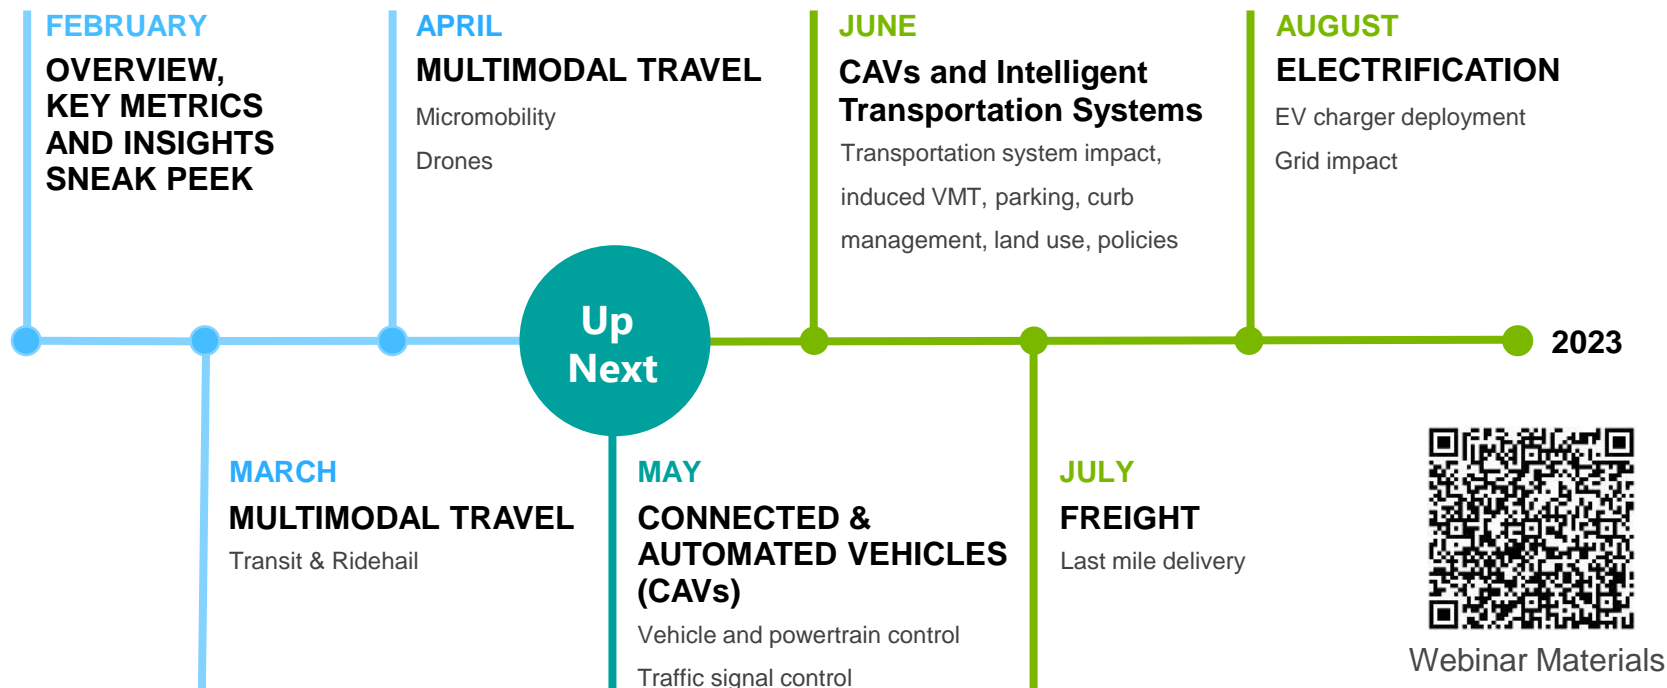 FEBRUARY
OVERVIEW,
KEY METRICS
AND INSIGHTS
SNEAK PEEK
APRIL
MULTIMODAL TRAVEL
Micromobility
Drones
JUNE
CAVs and Intelligent
Transportation Systems
Transportation system impact,
induced VMT, parking, curb
management, land use, policies
AUGUST
ELECTRIFICATION
EV charger deployment
Grid impact
Up
Next
2023
MARCH
MULTIMODAL TRAVEL
Transit & Ridehail
MAY
CONNECTED &
AUTOMATED VEHICLES
(CAVs)
Vehicle and powertrain control
Traffic signal control
JULY
FREIGHT
Last mile delivery
Webinar Materials